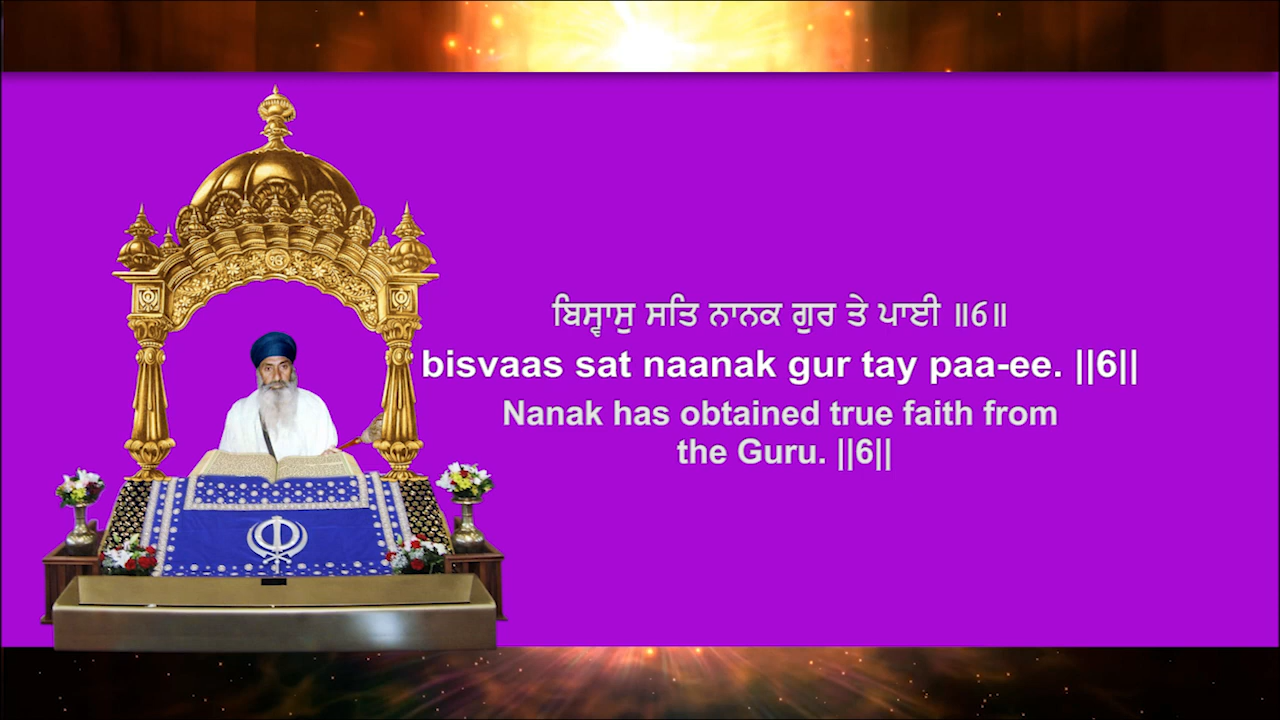 ਬਿਸ੍ਵਾਸੁ ਸਤਿ ਨਾਨਕ ਗੁਰ ਤੇ ਪਾਈ ॥੬॥
bisvaas sat naanak gur tay paa-ee. ||6||
Nanak has obtained true faith from
the Guru. ||6||